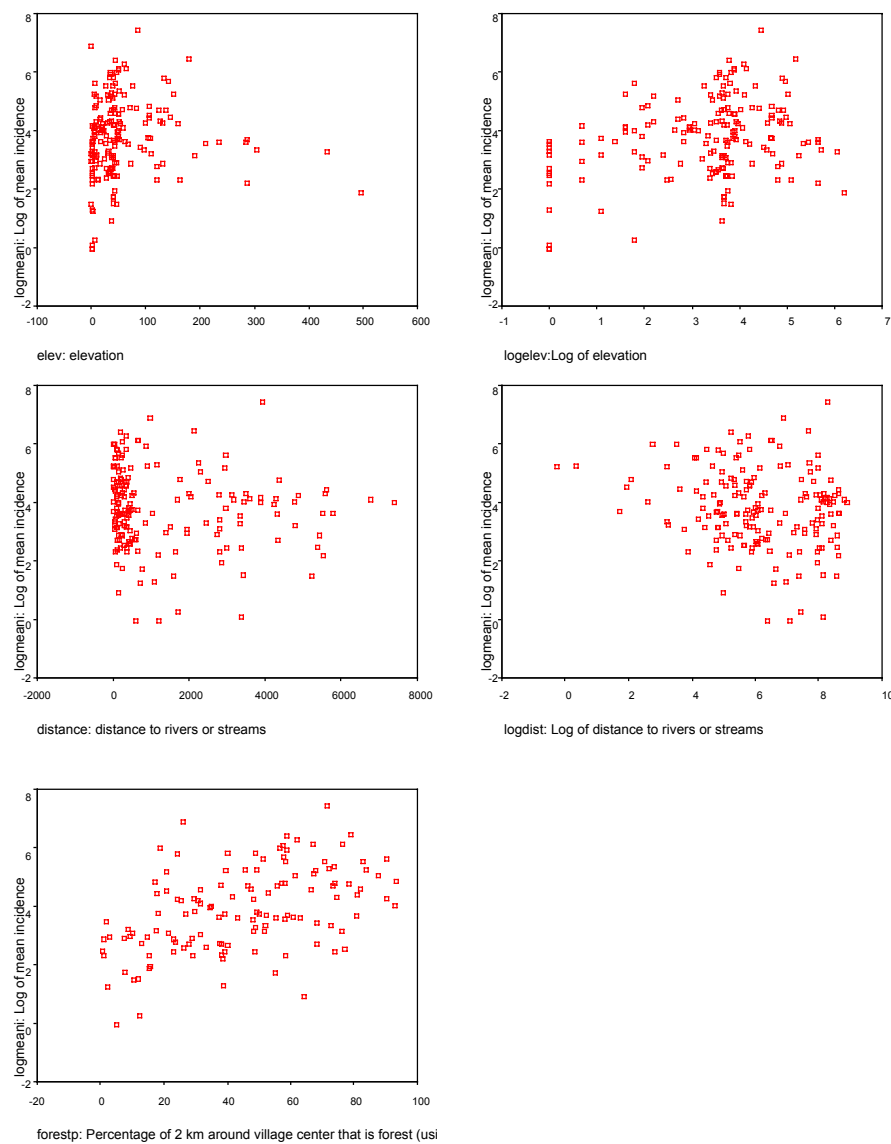 8
6
4
2
0
-2
logmeani: Log of mean incidence
-100 0 100 200 300 400 500 600
elev: elevation
8
6
4
2
0
-2
logmeani: Log of mean incidence
-1 0 1 2 3 4 5 6 7
logelev:Log of elevation
8
6
4
2
0
-2
logmeani: Log of mean incidence
-2000 0 2000 4000 6000 8000
distance: distance to rivers or streams
8
6
4
2
0
-2
logmeani: Log of mean incidence
-2 0 2 4 6 8 10
logdist: Log of distance to rivers or streams
8
6
4
2
0
-2
logmeani: Log of mean incidence
-20 0 20 40 60 80 100
forestp: Percentage of 2 km around village center that is forest (usi